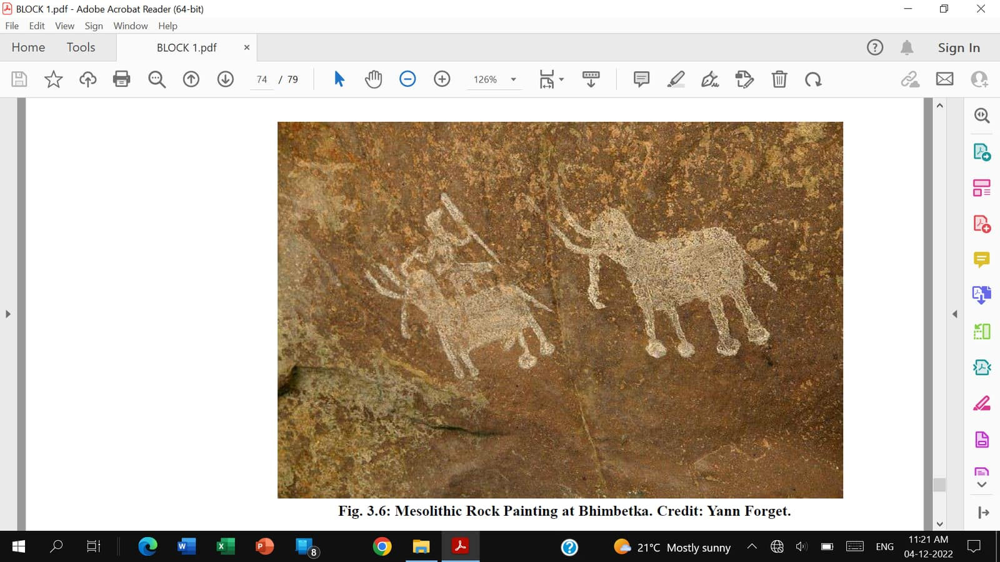 BLOCK 1.pdf - Adobe Acrobat Reader (64-bit)
File Edit View Sign Window Help
Home Tools BLOCK 1.pdf × Sign In
74 / 79 126%
Fig. 3.6: Mesolithic Rock Painting at Bhimbetka. Credit: Yann Forget.
8 21°C Mostly sunny ENG 11:21 AM
04-12-2022